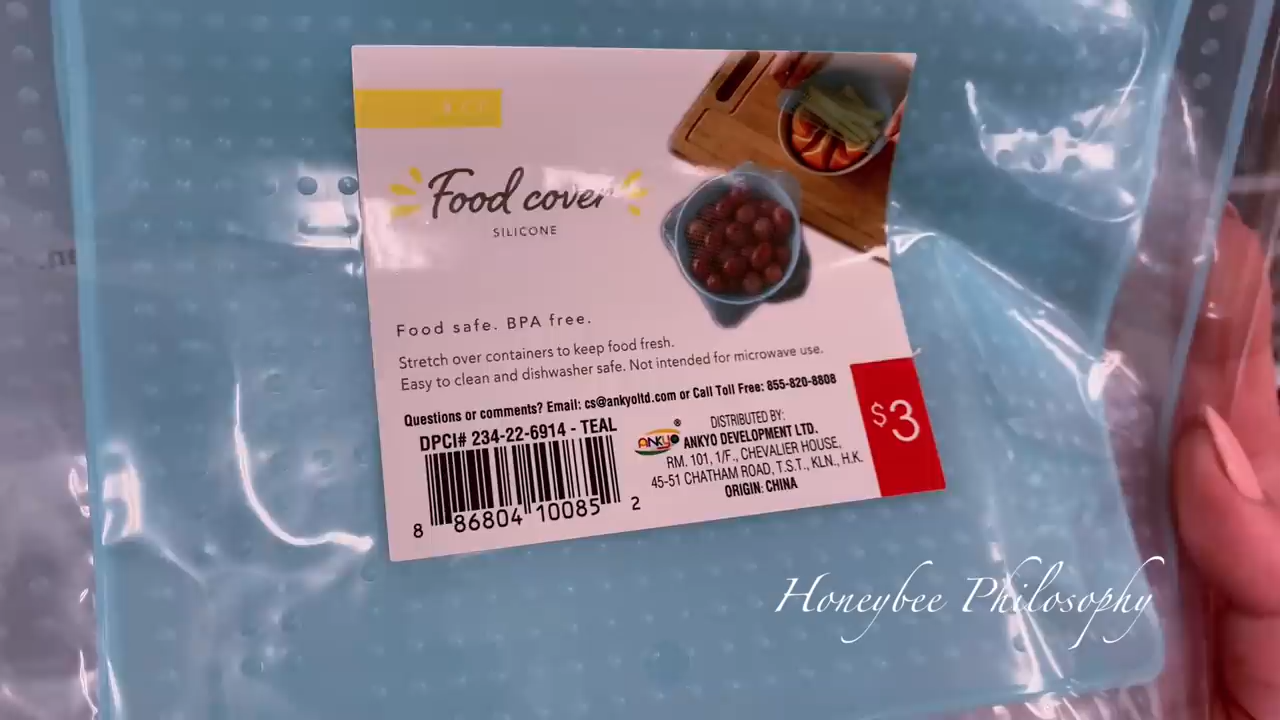 Food cover
SILICONE
Food safe. BPA free.
Stretch over containers to keep food fresh.
Easy to clean and dishwasher safe. Not intended for microwave use.
Questions or comments? Email: cs@ankyoltd.com or Call Toll Free: 855-820-8808
DPCI# 234-22-6914 - TEAL
8 86804 10085 2
ANKYO ®
DISTRIBUTED BY:
ANKYO DEVELOPMENT LTD.
RM. 101, 1/F., CHEVALIER HOUSE,
45-51 CHATHAM ROAD, T.S.T., KLN., H.K.
ORIGIN: CHINA
$3
Honeybee Philosophy